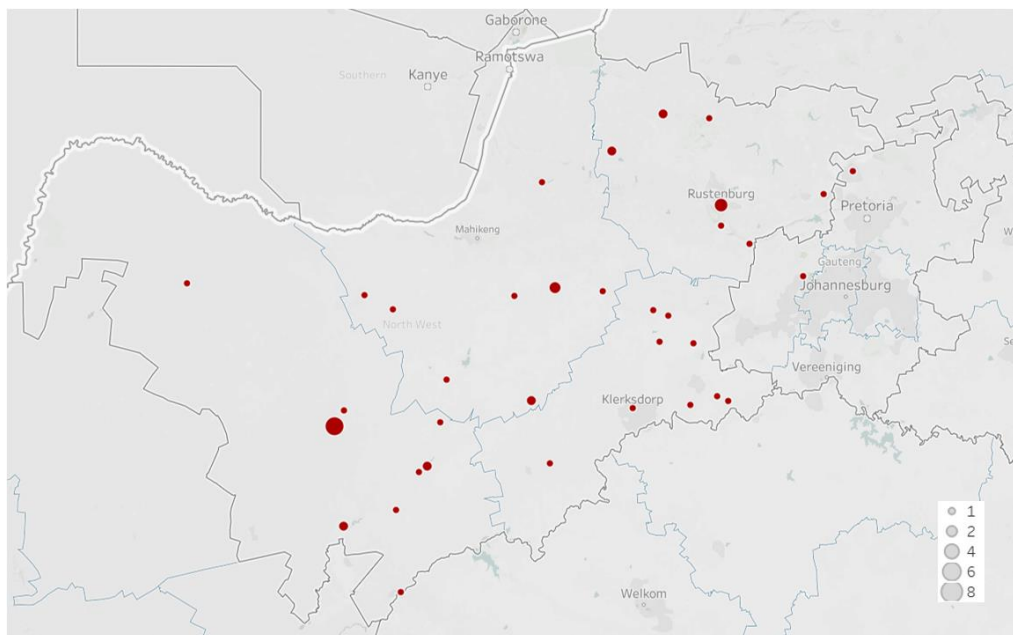 Gaborone
Ramotswa
Southern
Kanye
Rustenburg
Pretoria
Mahikeng
Gauteng
Johannesburg
North West
Vereeniging
Klerksdorp
Welkom
1
2
4
6
8